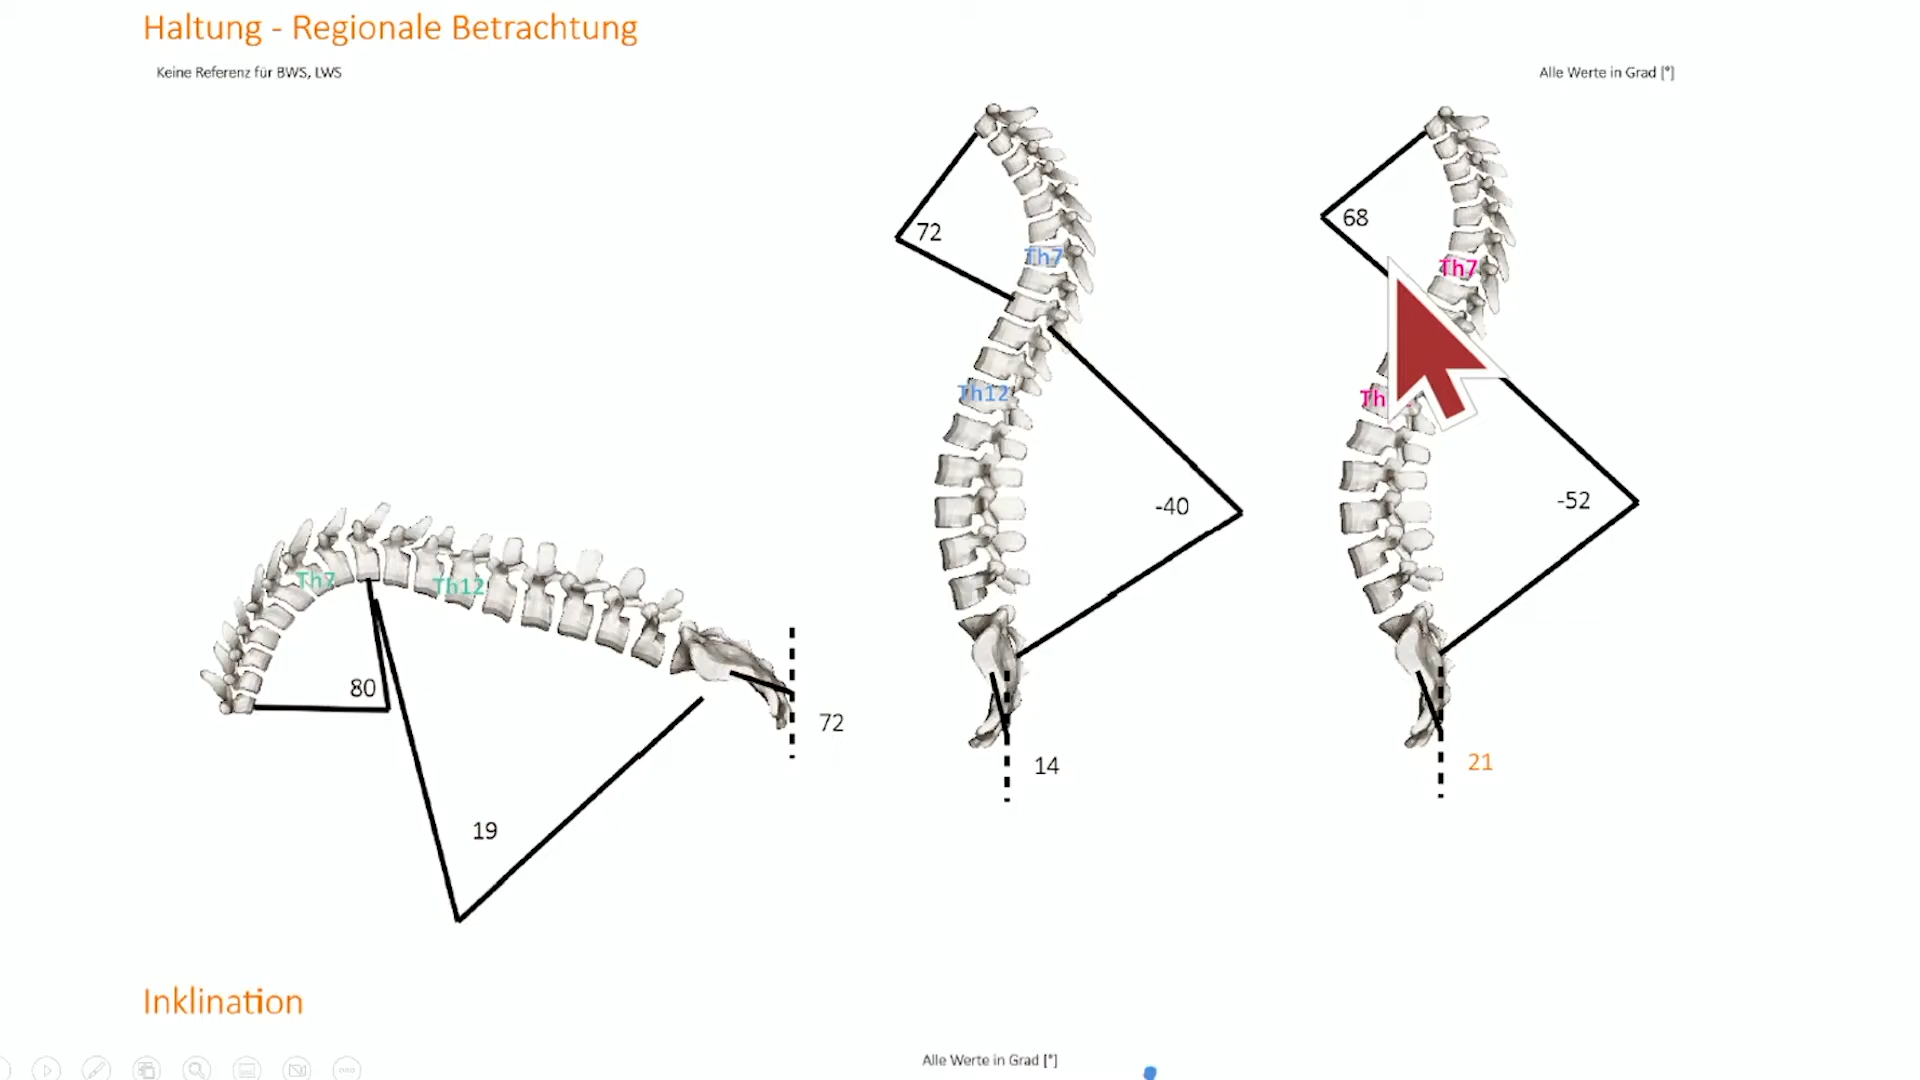 Haltung - Regionale Betrachtung
Keine Referenz für BWS, LWS
Alle Werte in Grad [°]
72
Th7
Th12
-40
14
68
Th7
-52
21
Th7
Th12
80
72
19
Inklination
Alle Werte in Grad [°]